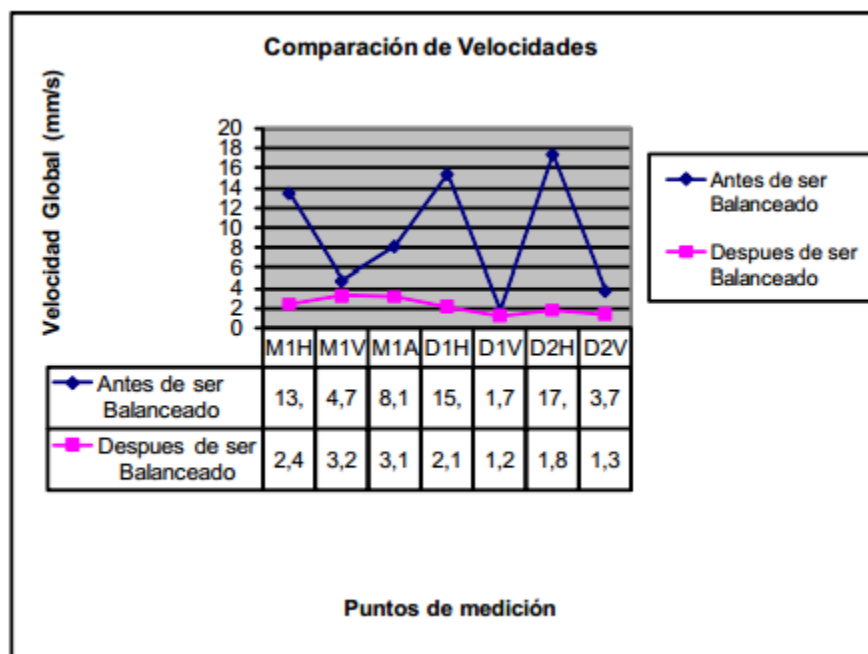 Comparación de Velocidades
Velocidad Global (mm/s)
20
18
16
14
12
10
8
6
4
2
0
M1H M1V M1A D1H D1V D2H D2V
Antes de ser
Balanceado
13, 4,7 8,1 15, 1,7 17, 3,7
Despues de ser
Balanceado
2,4 3,2 3,1 2,1 1,2 1,8 1,3
Antes de ser
Balanceado
Despues de ser
Balanceado
Puntos de medición